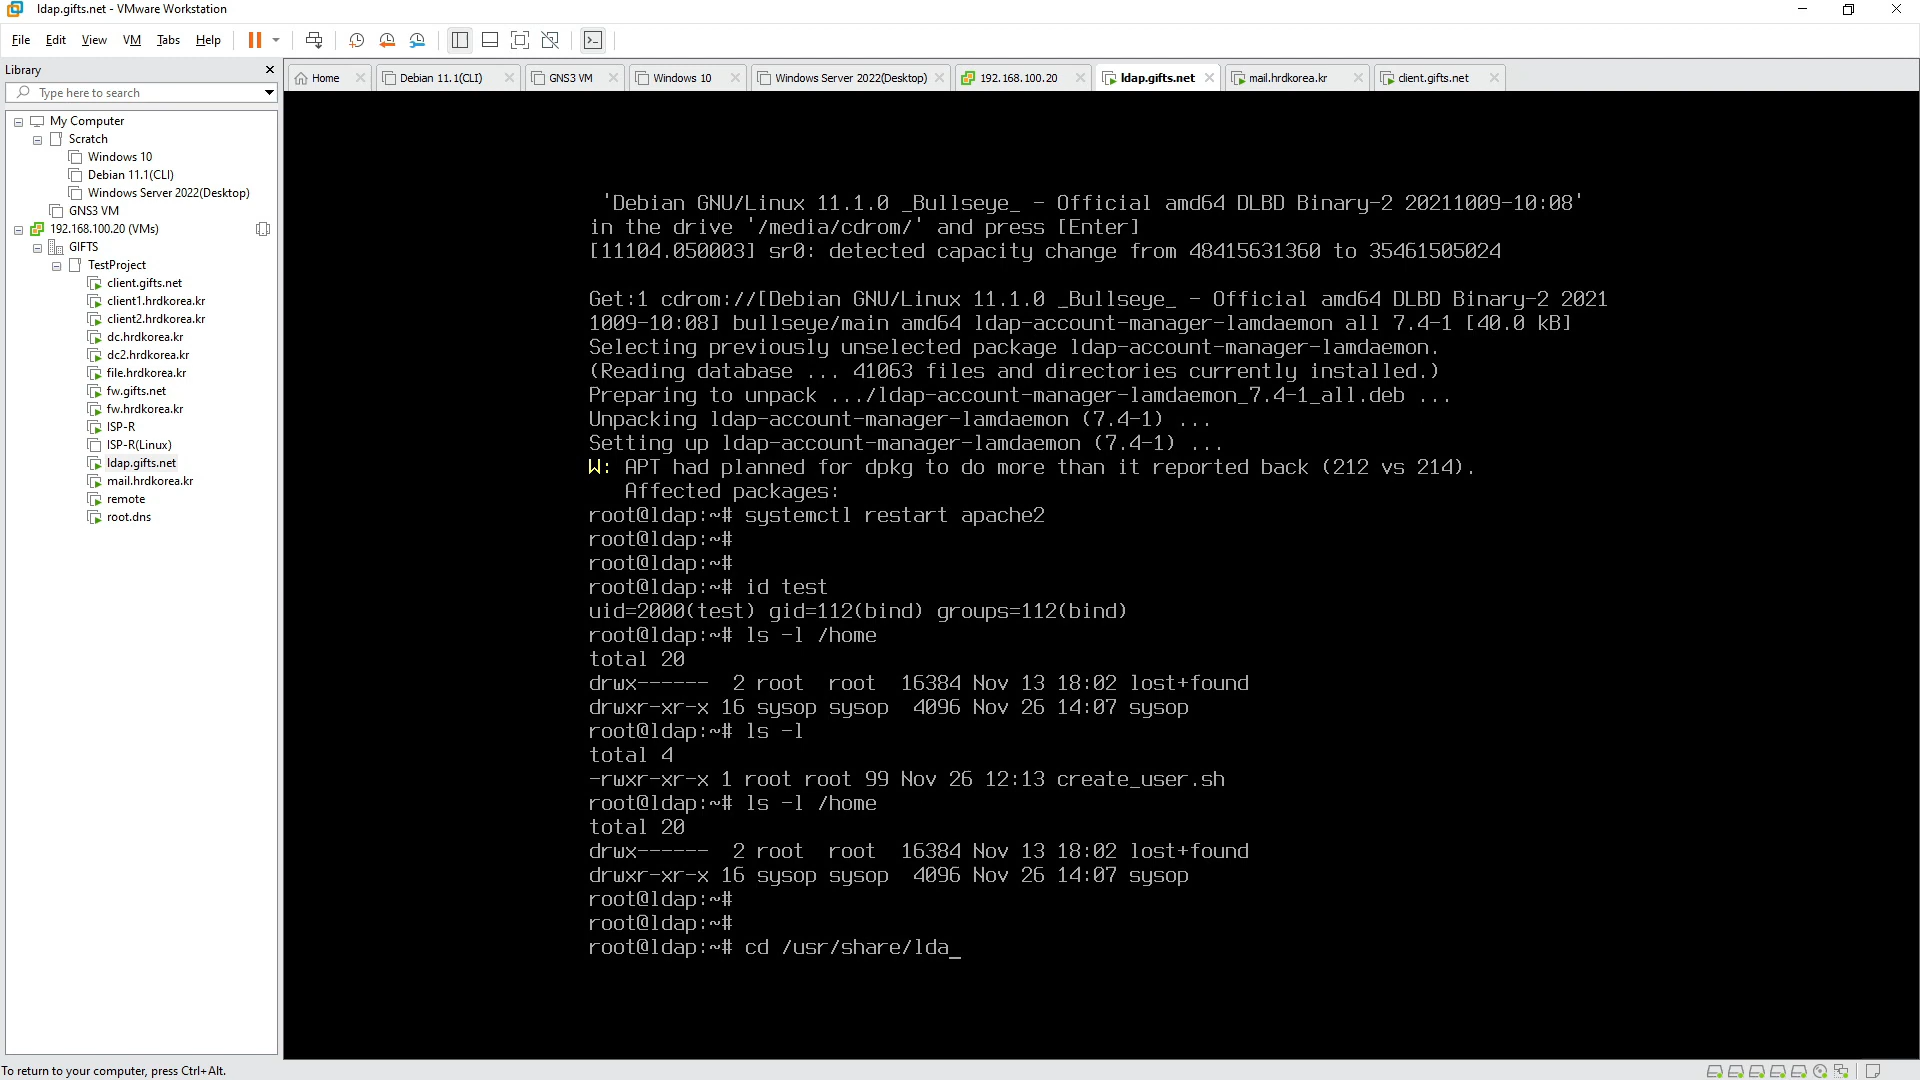 ldap.gifts.net - VMware Workstation
File Edit View VM Tabs Help
Library
Type here to search
My Computer
Scratch
Windows 10
Debian 11.1(CLI)
Windows Server 2022(Desktop)
GNS3 VM
192.168.100.20 (VMs)
GIFTS
TestProject
client.gifts.net
client1.hrdkorea.kr
client2.hrdkorea.kr
dc.hrdkorea.kr
dc2.hrdkorea.kr
file.hrdkorea.kr
fw.gifts.net
fw.hrdkorea.kr
ISP-R
ISP-R(Linux)
ldap.gifts.net
mail.hrdkorea.kr
remote
root.dns
Home Debian 11.1(CLI) GNS3 VM Windows 10 Windows Server 2022(Desktop) 192.168.100.20 ldap.gifts.net mail.hrdkorea.kr client.gifts.net
'Debian GNU/Linux 11.1.0 _Bullseye_ - Official amd64 DLBD Binary-2 20211009-10:08'
in the drive '/media/cdrom/' and press [Enter]
[11104.050003] sr0: detected capacity change from 48415631360 to 35461505024
Get:1 cdrom://[Debian GNU/Linux 11.1.0 _Bullseye_ - Official amd64 DLBD Binary-2 2021
1009-10:08] bullseye/main amd64 ldap-account-manager-lamdaemon all 7.4-1 [40.0 kB]
Selecting previously unselected package ldap-account-manager-lamdaemon.
(Reading database ... 41063 files and directories currently installed.)
Preparing to unpack .../ldap-account-manager-lamdaemon_7.4-1_all.deb ...
Unpacking ldap-account-manager-lamdaemon (7.4-1) ...
Setting up ldap-account-manager-lamdaemon (7.4-1) ...
W: APT had planned for dpkg to do more than it reported back (212 vs 214).
Affected packages:
root@ldap:~# systemctl restart apache2
root@ldap:~#
root@ldap:~#
root@ldap:~# id test
uid=2000(test) gid=112(bind) groups=112(bind)
root@ldap:~# ls -l /home
total 20
drwx------ 2 root root 16384 Nov 13 18:02 lost+found
drwxr-xr-x 16 sysop sysop 4096 Nov 26 14:07 sysop
root@ldap:~# ls -l
total 4
-rwxr-xr-x 1 root root 99 Nov 26 12:13 create_user.sh
root@ldap:~# ls -l /home
total 20
drwx------ 2 root root 16384 Nov 13 18:02 lost+found
drwxr-xr-x 16 sysop sysop 4096 Nov 26 14:07 sysop
root@ldap:~#
root@ldap:~#
root@ldap:~# cd /usr/share/lda_
To return to your computer, press Ctrl+Alt.